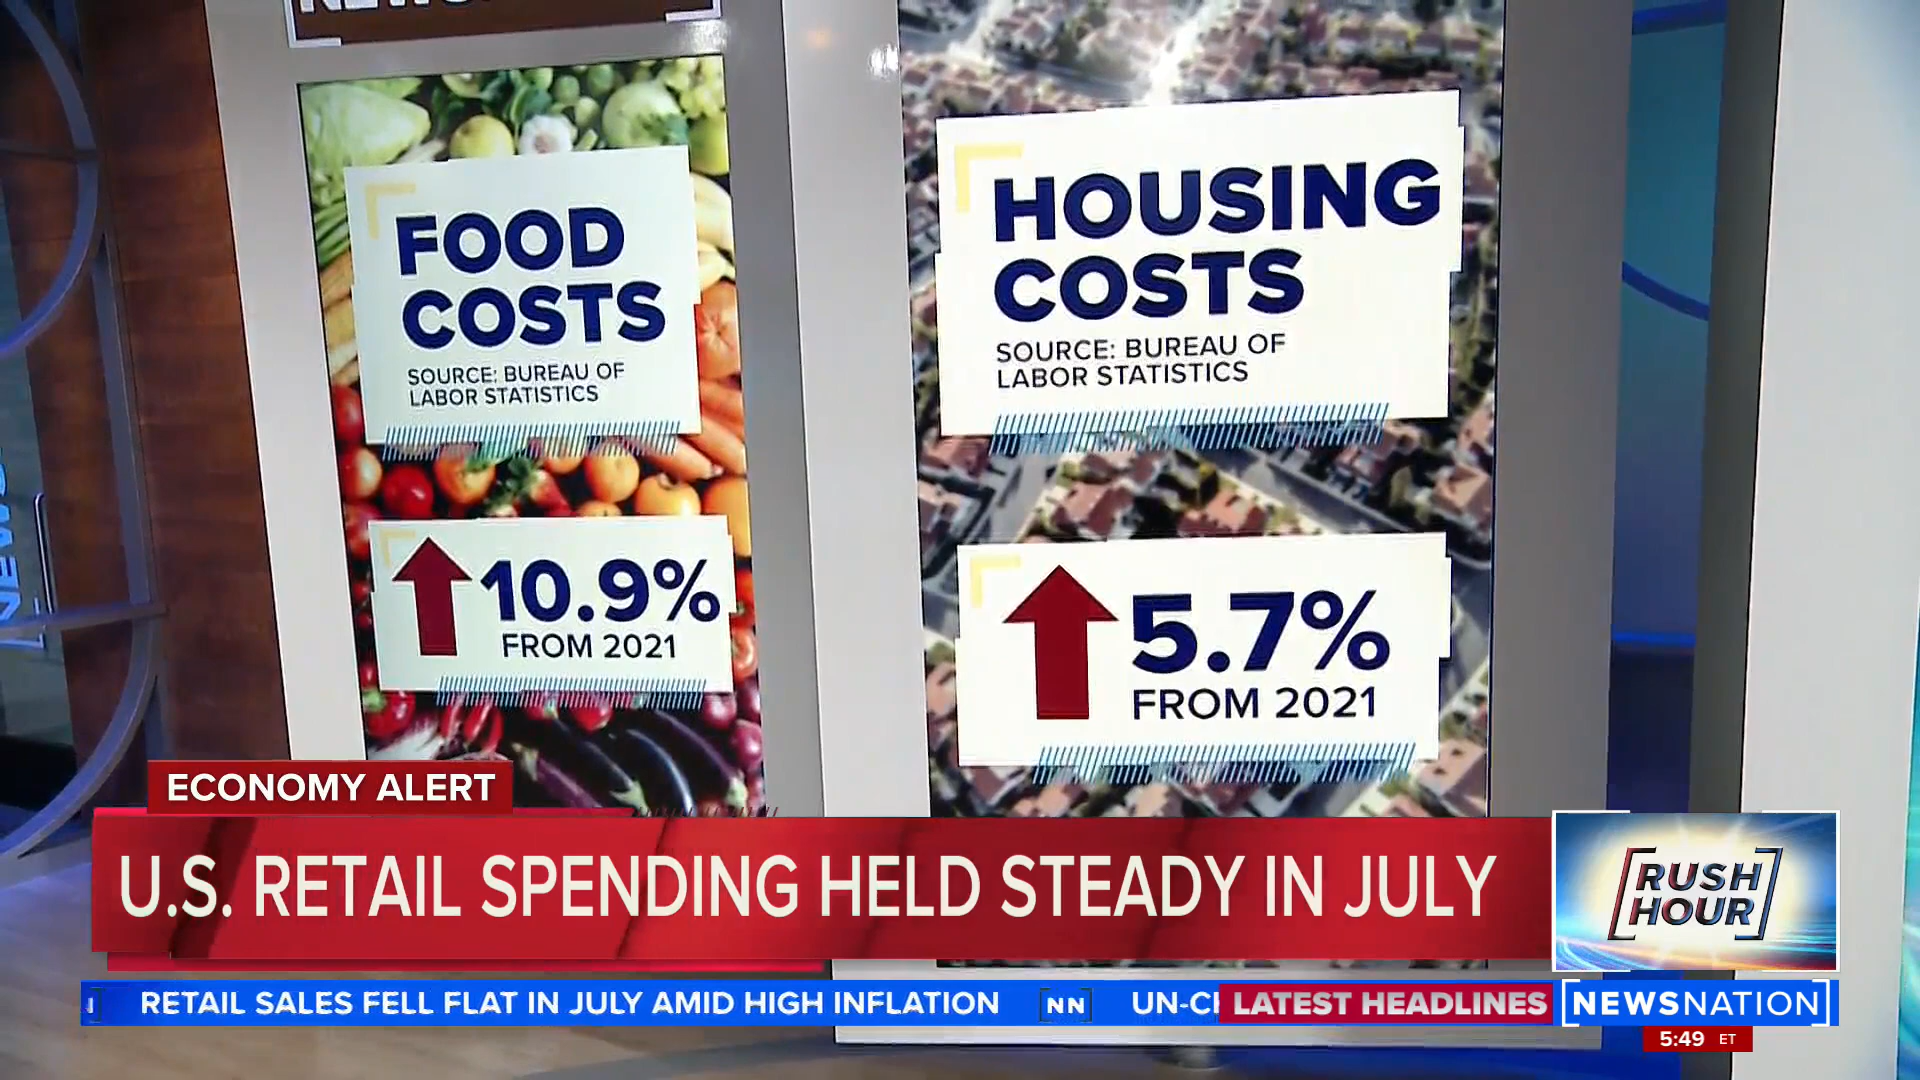 FOOD
COSTS
SOURCE: BUREAU OF
LABOR STATISTICS
10.9%
FROM 2021
HOUSING
COSTS
SOURCE: BUREAU OF
LABOR STATISTICS
5.7%
FROM 2021
ECONOMY ALERT
U.S. RETAIL SPENDING HELD STEADY IN JULY
[RUSH
HOUR]
RETAIL SALES FELL FLAT IN JULY AMID HIGH INFLATION [NN] UN-C LATEST HEADLINES [NEWSNATION]
5:49 ET